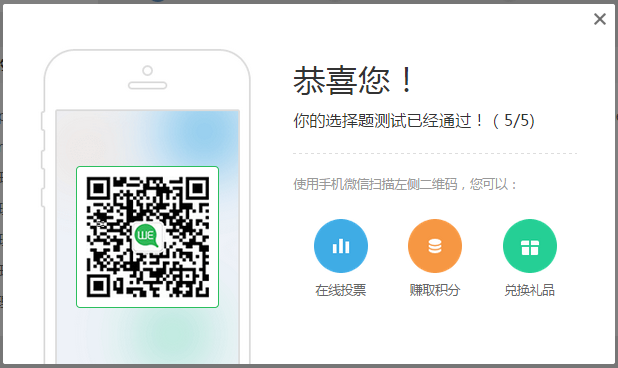 恭喜您！
你的选择题测试已经通过！（5/5）
使用手机微信扫描左侧二维码，您可以：
WE
在线投票
赚取积分
兑换礼品